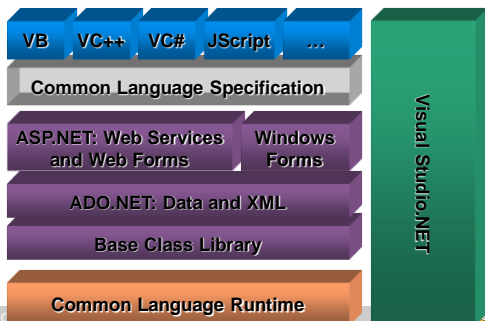 VB
VC++
VC#
JScript
...
Common Language Specification
ASP.NET: Web Services
and Web Forms
Windows
Forms
ADO.NET: Data and XML
Base Class Library
Common Language Runtime
Visual Studio.NET